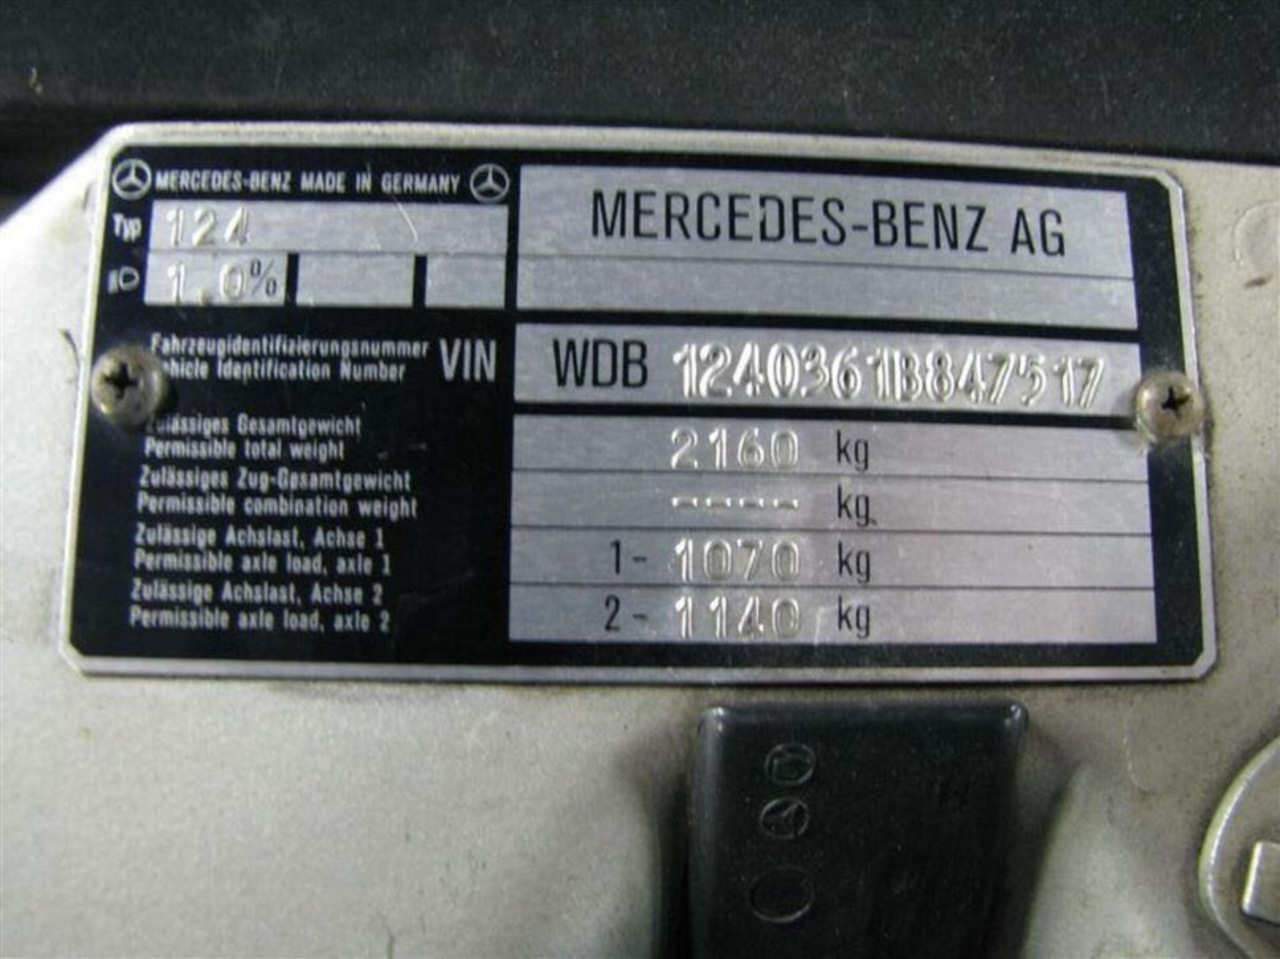 MERCEDES-BENZ MADE IN GERMANY
Typ 124
1.0%
MERCEDES-BENZ AG
Fahrzeugidentifizierungsnummer
Vehicle Identification Number
VIN
WDB 1240361B847517
Zulässiges Gesamtgewicht
Permissible total weight
2160 kg
Zulässiges Zug-Gesamtgewicht
Permissible combination weight
---- kg
Zulässige Achslast, Achse 1
Permissible axle load, axle 1
1- 1070 kg
Zulässige Achslast, Achse 2
Permissible axle load, axle 2
2- 1140 kg